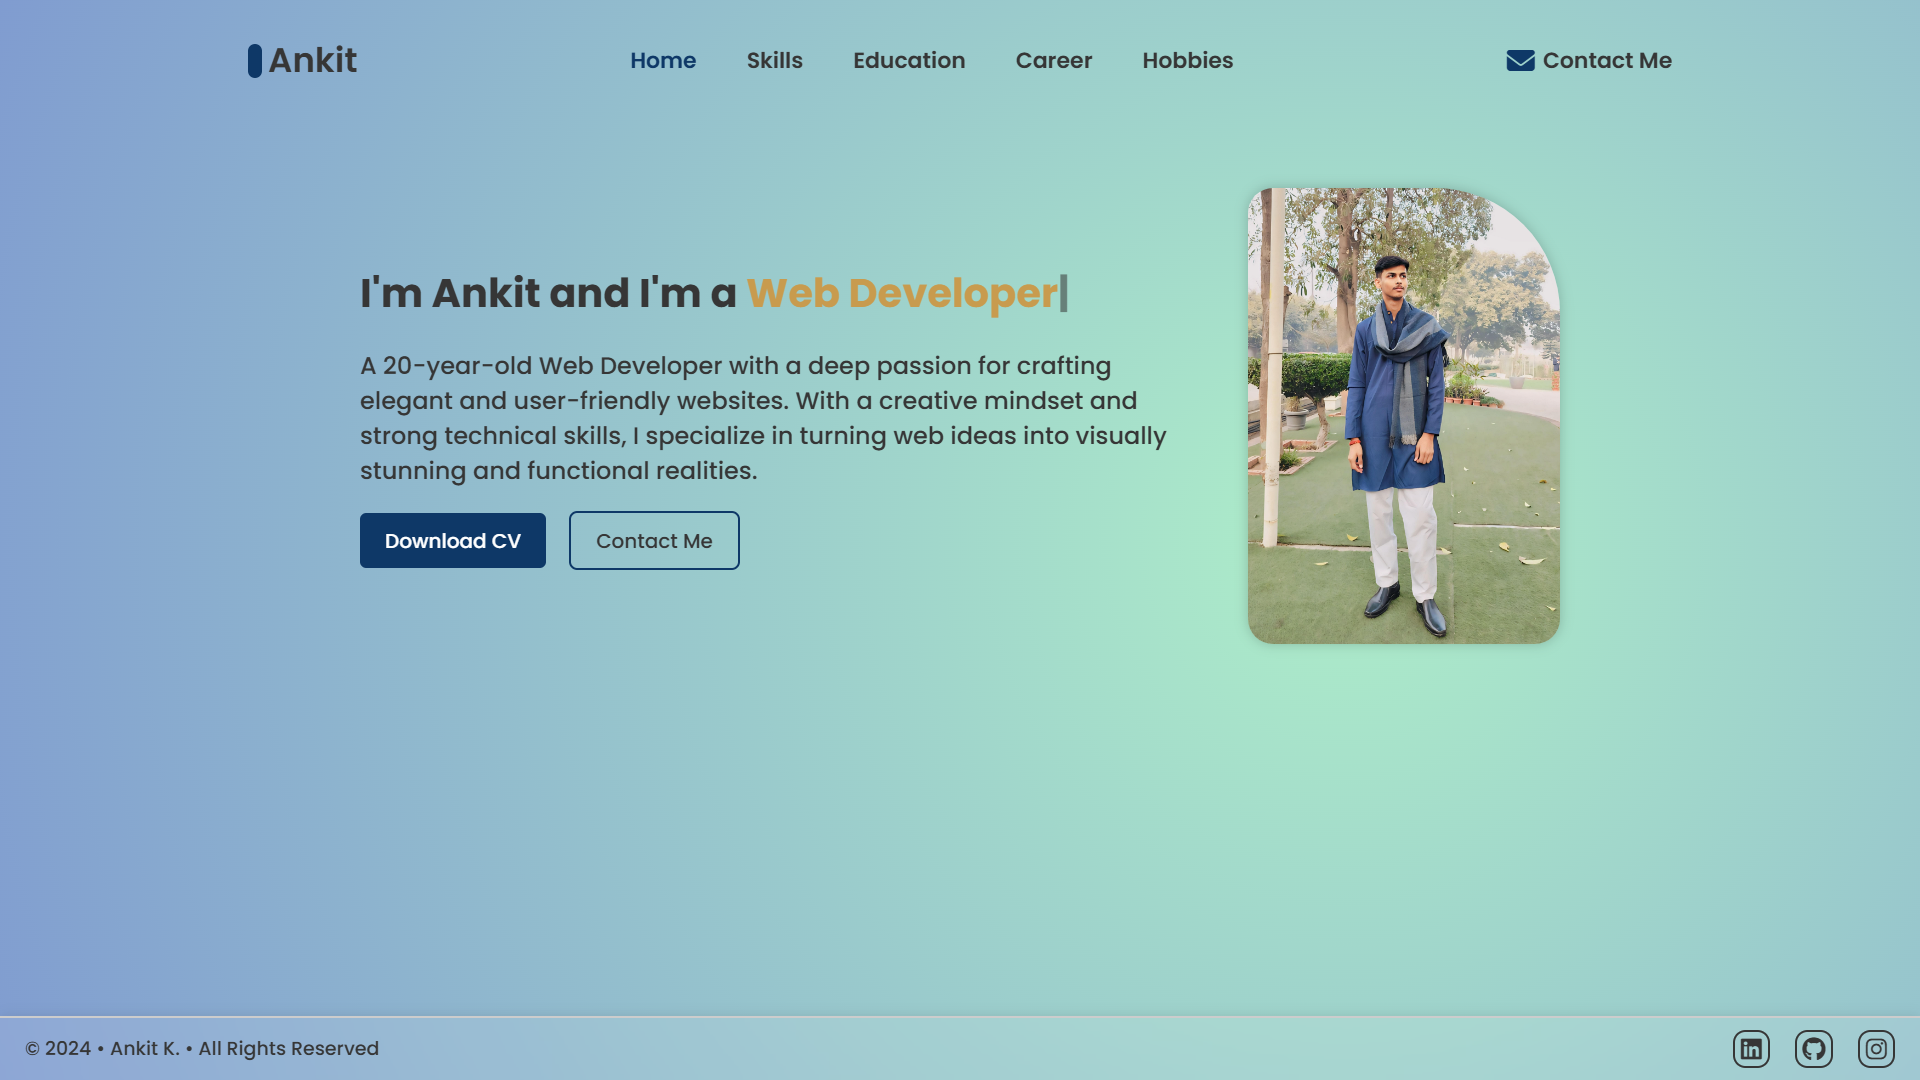 Ankit
Home Skills Education Career Hobbies
Contact Me
I'm Ankit and I'm a Web Developer
A 20-year-old Web Developer with a deep passion for crafting
elegant and user-friendly websites. With a creative mindset and
strong technical skills, I specialize in turning web ideas into visually
stunning and functional realities.
Download CV
Contact Me
© 2024 • Ankit K. • All Rights Reserved